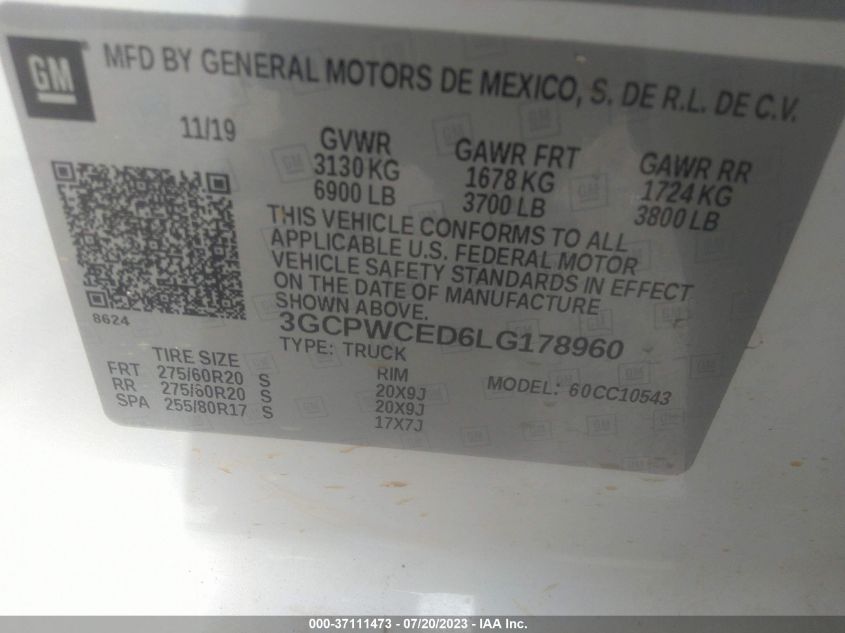 GM
MFD BY GENERAL MOTORS DE MEXICO, S. DE R.L. DE C.V.
11/19
GVWR
3130 KG
6900 LB
GAWR FRT
1678 KG
3700 LB
GAWR RR
1724 KG
3800 LB
THIS VEHICLE CONFORMS TO ALL
APPLICABLE U.S. FEDERAL MOTOR
VEHICLE SAFETY STANDARDS IN EFFECT
ON THE DATE OF MANUFACTURE
SHOWN ABOVE.
8624
3GCPWCED6LG178960
TYPE: TRUCK
TIRE SIZE
RIM
MODEL: 60CC10543
FRT 275/60R20 S 20X9J
RR 275/60R20 S 20X9J
SPA 255/80R17 S 17X7J
000-37111473 — 07/20/2023 - IAA Inc.